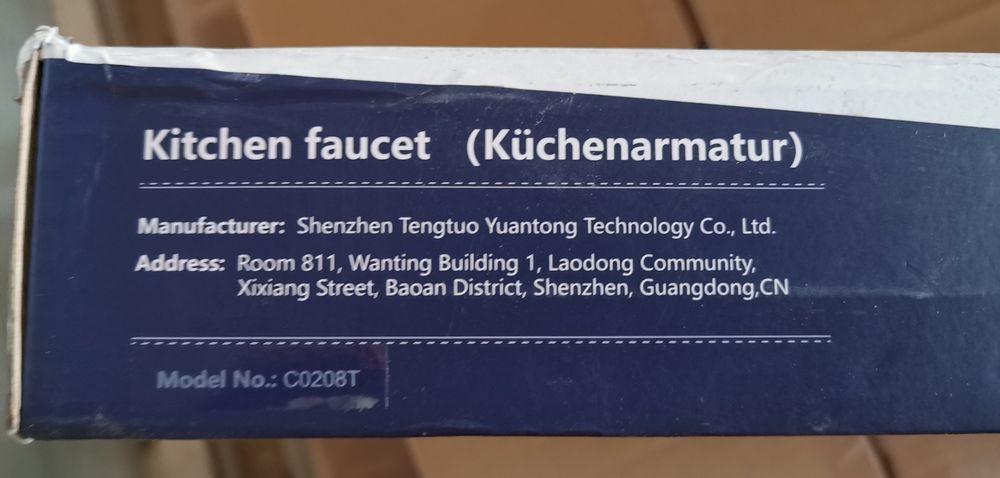 Kitchen faucet (Küchenarmatur)
Manufacturer: Shenzhen Tengtuo Yuantong Technology Co., Ltd.
Address: Room 811, Wanting Building 1, Laodong Community,
Xixiang Street, Baoan District, Shenzhen, Guangdong,CN
Model No.: C0208T